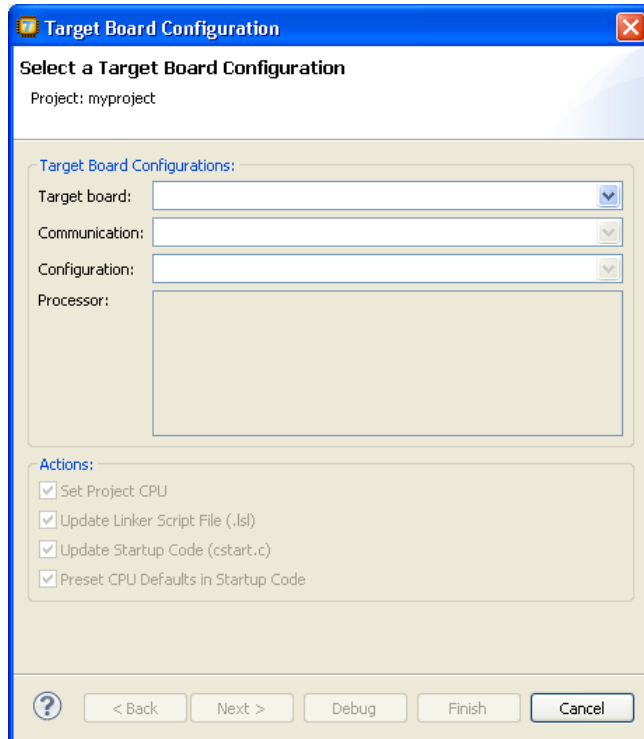 Target Board Configuration
Select a Target Board Configuration
Project: myproject
Target Board Configurations:
Target board:
Communication:
Configuration:
Processor:
Actions:
Set Project CPU
Update Linker Script File (.lsl)
Update Startup Code (cstart.c)
Preset CPU Defaults in Startup Code
? < Back Next > Debug Finish Cancel